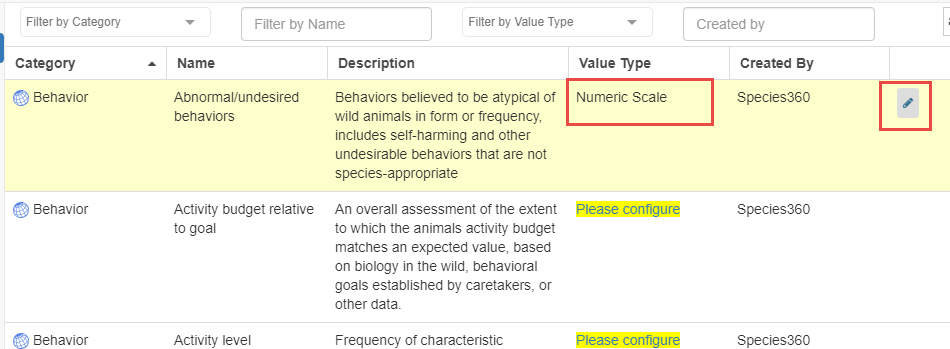 Filter by Category Filter by Name Filter by Value Type Created by
Category Name Description Value Type Created By
Behavior Abnormal/undesired behaviors Behaviors believed to be atypical of Numeric Scale Species360
wild animals in form or frequency,
includes self-harming and other
undesirable behaviors that are not
species-appropriate
Behavior Activity budget relative to goal An overall assessment of the extent Please configure Species360
to which the animals activity budget
matches an expected value, based
on biology in the wild, behavioral
goals established by caretakers, or
other data.
Behavior Activity level Frequency of characteristic Please configure Species360